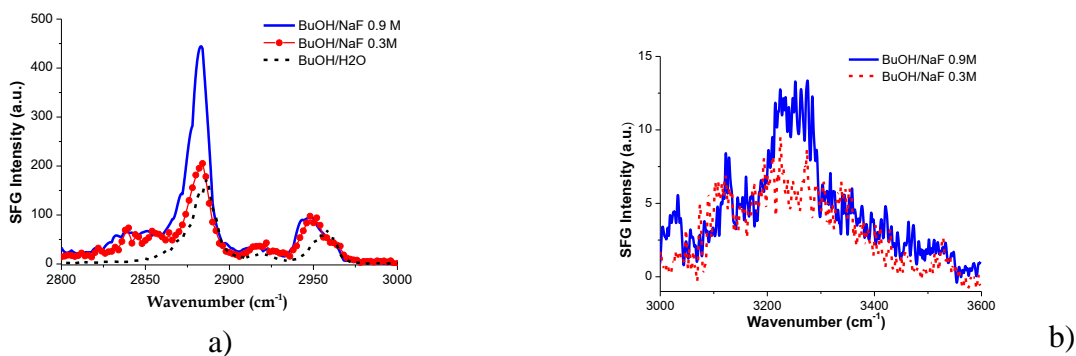 500
400
300
200
100
0
SFG Intensity (a.u.)
BuOH/NaF 0.9 M
BuOH/NaF 0.3M
BuOH/H2O
2800 2850 2900 2950 3000
Wavenumber (cm-1)
a)
15
10
5
0
SFG Intensity (a.u.)
BuOH/NaF 0.9M
BuOH/NaF 0.3M
3000 3200 3400 3600
Wavenumber (cm-1)
b)